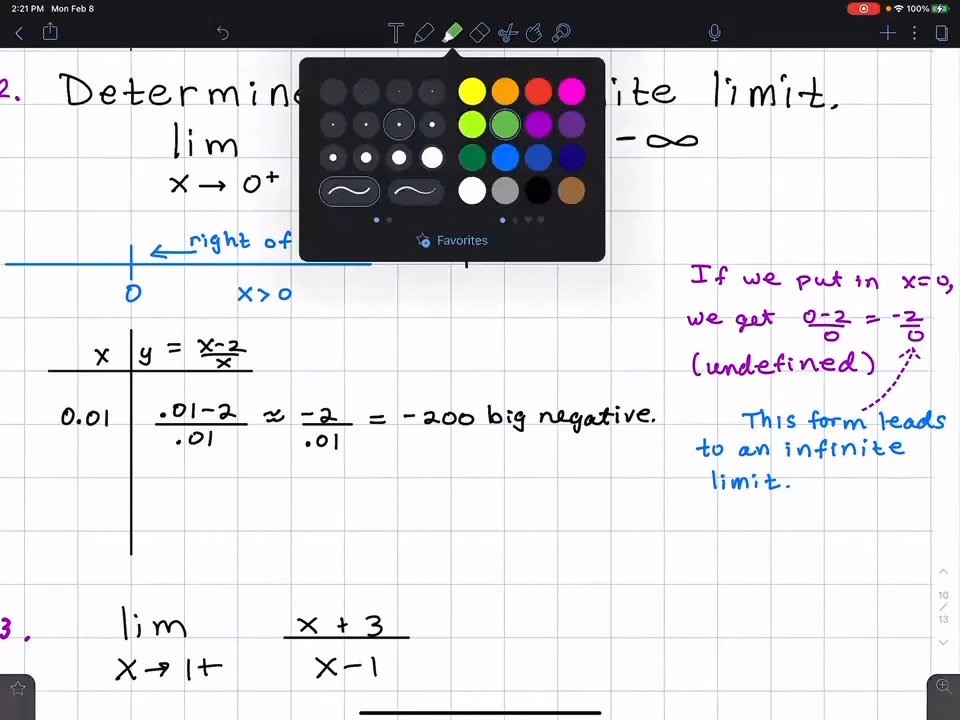 2:21 PM Mon Feb 8
100%
T
2. Determin ite limit.
lim - ∞
x → 0+
Favorites
right of
0 x > 0
x y = x-2/x
0.01 .01-2/.01 ≈ -2/.01 = -200 big negative.
If we put in x=0,
we get 0-2/0 = -2/0
(undefined)
This form leads
to an infinite
limit.
10
/
13
3. lim x + 3
x → 1+ x-1